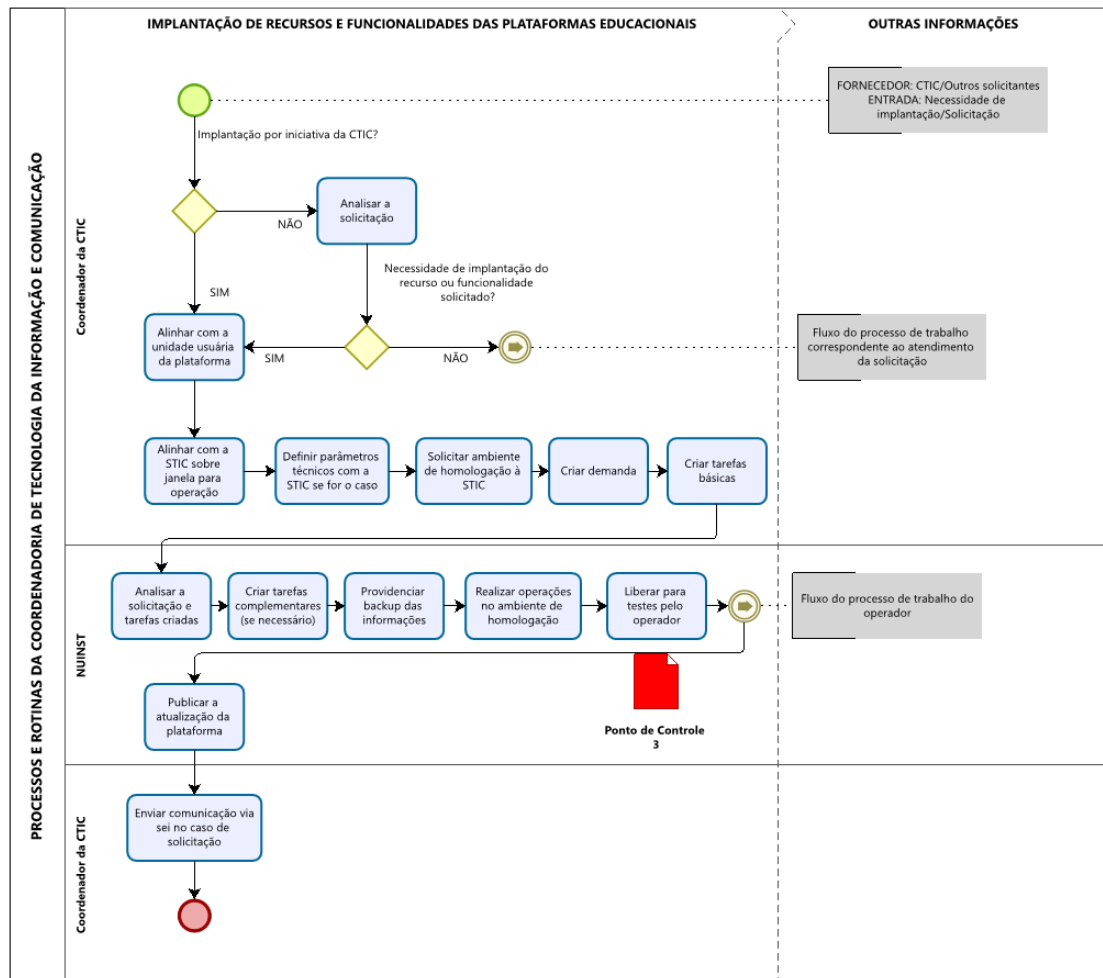 PROCESSOS E ROTINAS DA COORDENADORIA DE TECNOLOGIA DA INFORMAÇÃO E COMUNICAÇÃO
IMPLANTAÇÃO DE RECURSOS E FUNCIONALIDADES DAS PLATAFORMAS EDUCACIONAIS
OUTRAS INFORMAÇÕES
Coordenador da CTIC
FORNECEDOR: CTIC/Outros solicitantes
ENTRADA: Necessidade de
implantação/Solicitação
Implantação por iniciativa da CTIC?
NÃO
Analisar a
solicitação
SIM
Necessidade de implantação do
recurso ou funcionalidade
solicitado?
Alinhar com a
unidade usuária
da plataforma
SIM
NÃO
Fluxo do processo de trabalho
correspondente ao atendimento
da solicitação
Alinhar com a
STIC sobre
janela para
operação
Definir parâmetros
técnicos com a
STIC se for o caso
Solicitar ambiente
de homologação à
STIC
Criar demanda
Criar tarefas
básicas
NUINST
Analisar a
solicitação e
tarefas criadas
Criar tarefas
complementares
(se necessário)
Providenciar
backup das
informações
Realizar operações
no ambiente de
homologação
Liberar para
testes pelo
operador
Fluxo do processo de trabalho do
operador
Publicar a
atualização da
plataforma
Ponto de Controle
3
Coordenador da CTIC
Enviar comunicação via
sei no caso de
solicitação